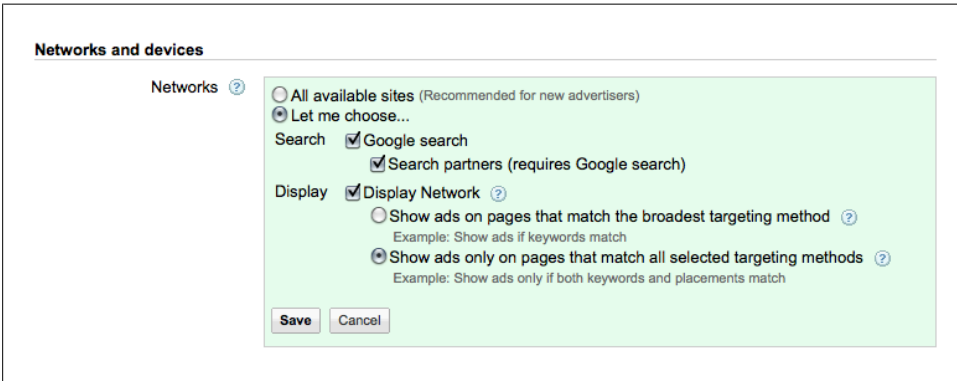 Networks and devices
Networks ?
All available sites (Recommended for new advertisers)
Let me choose...
Search Google search
Search partners (requires Google search)
Display Display Network ?
Show ads on pages that match the broadest targeting method ?
Example: Show ads if keywords match
Show ads only on pages that match all selected targeting methods ?
Example: Show ads only if both keywords and placements match
Save Cancel